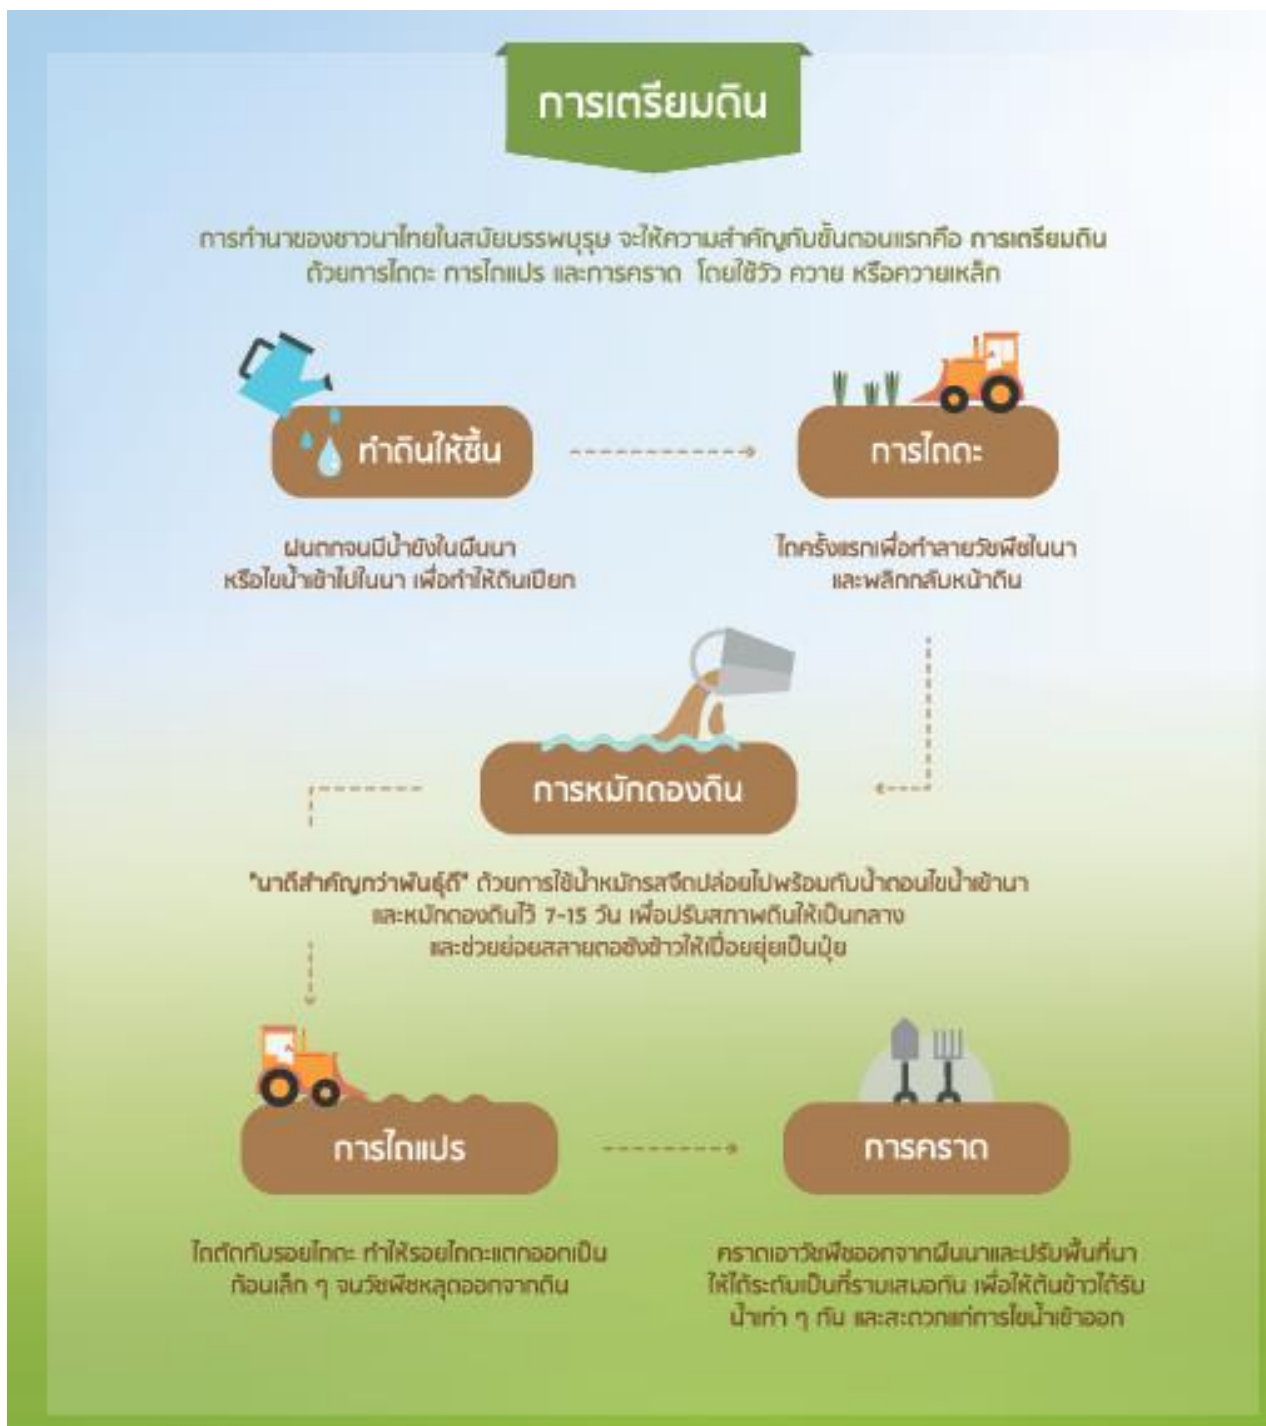 การเตรียมดิน
การทำนาของชาวนาไทยในสมัยบรรพบุรุษ จะให้ความสำคัญกับขั้นตอนแรกคือ การเตรียมดิน
ด้วยการไถดะ การไถแปร และการคราด โดยใช้วัว ควาย หรือควายเหล็ก
ทำดินให้ชื้น
การไถดะ
ฝนตกจนมีน้ำขังในผืนนา
หรือไขน้ำเข้าไปในนา เพื่อทำให้ดินเปียก
ไถครั้งแรกเพื่อทำลายวัชพืชในนา
และพลิกกลับหน้าดิน
การหมักดองดิน
"นาดีสำคัญกว่าพันธุ์ดี" ด้วยการใช้น้ำหมักรสจืดปล่อยไปพร้อมกับน้ำตอนไขน้ำเข้านา
และหมักดองดินไว้ 7-15 วัน เพื่อปรับสภาพดินให้เป็นกลาง
และช่วยย่อยสลายตอซังข้าวให้เปื่อยยุ่ยเป็นปุ๋ย
การไถแปร
การคราด
ไถตัดกับรอยไถดะ ทำให้รอยไถดะแตกออกเป็น
ก้อนเล็ก ๆ จนวัชพืชหลุดออกจากดิน
คราดเอาวัชพืชออกจากผืนนาและปรับพื้นที่นา
ให้ได้ระดับเป็นที่ราบเสมอกัน เพื่อให้ต้นข้าวได้รับ
น้ำเท่า ๆ กัน และสะดวกแก่การไขน้ำเข้าออก